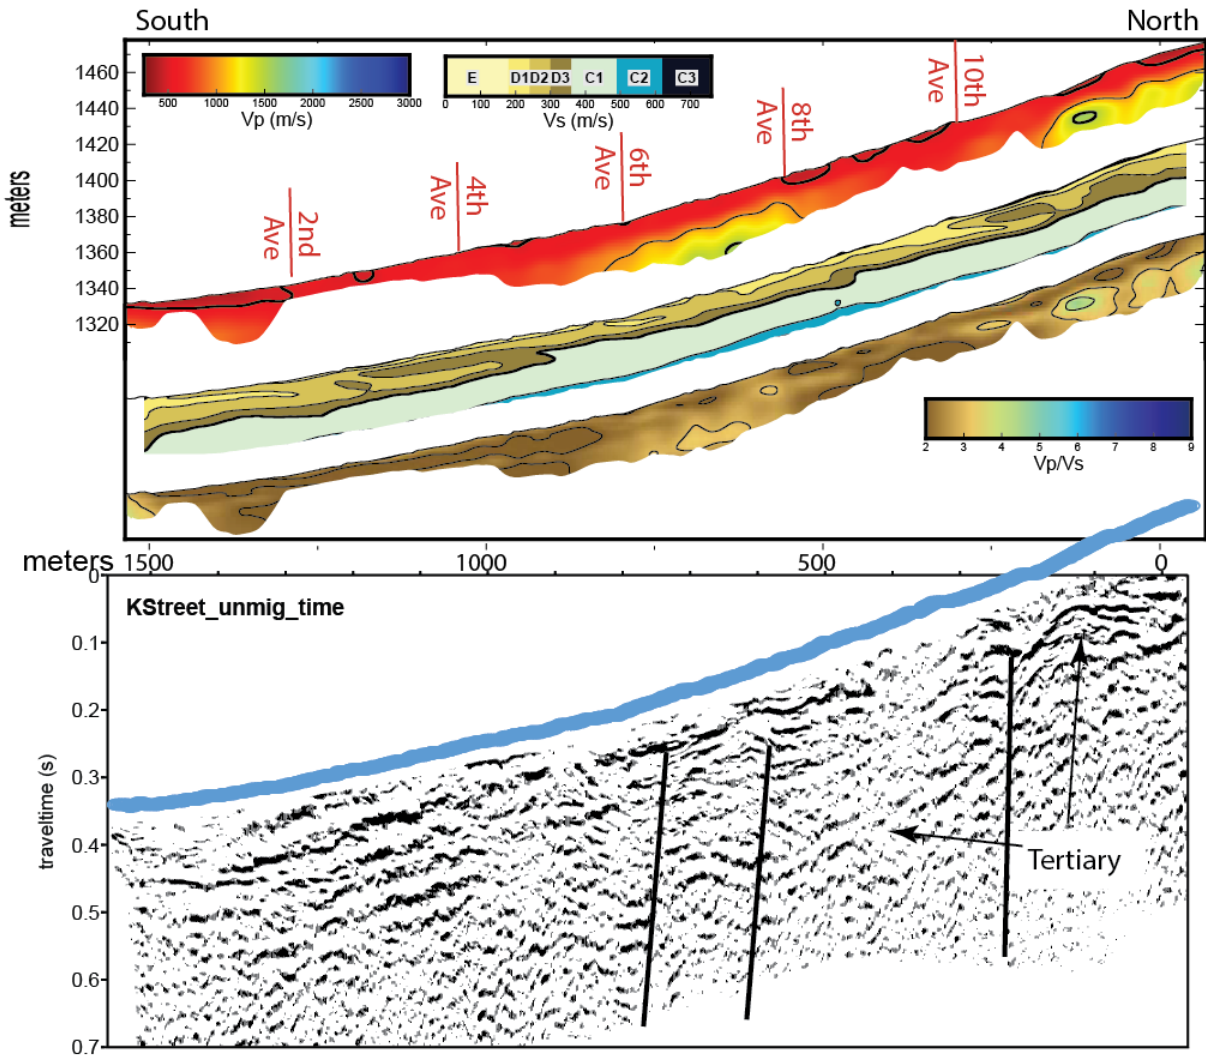 South
North
500 1000 1500 2000 2500 3000
Vp (m/s)
E D1 D2 D3 C1 C2 C3
0 100 200 300 400 500 600 700
Vs (m/s)
1460
1440
1420
1400
1380
1360
1340
1320
meters
2nd
Ave
4th
Ave
6th
Ave
8th
Ave
10th
Ave
2 3 4 5 6 7 8 9
Vp/Vs
meters 1500 1000 500 0
KStreet_unmig_time
0
0.1
0.2
0.3
0.4
0.5
0.6
0.7
traveltime (s)
Tertiary